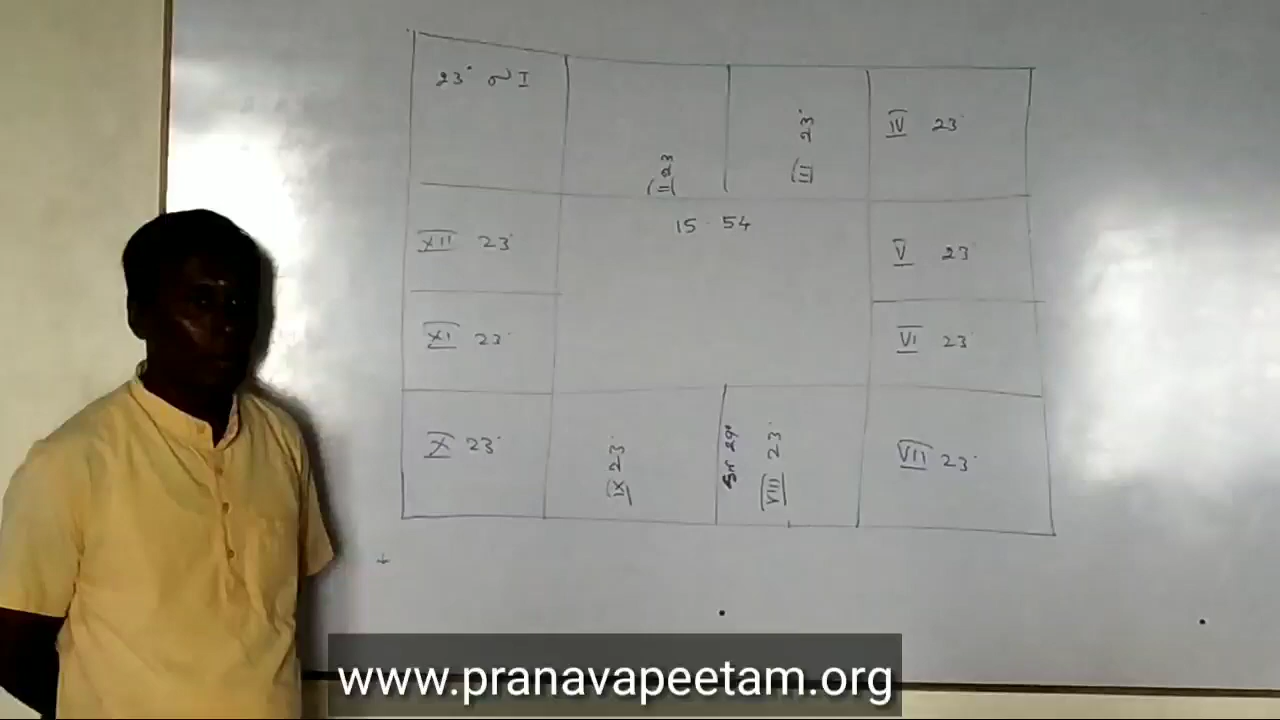 23° ல I
II 23
III 23°
IV 23°
15 - 54
XII 23°
V 23°
XI 23°
VI 23°
X 23°
IX 23°
29°
VIII 23°
VII 23°
www.pranavapeetam.org